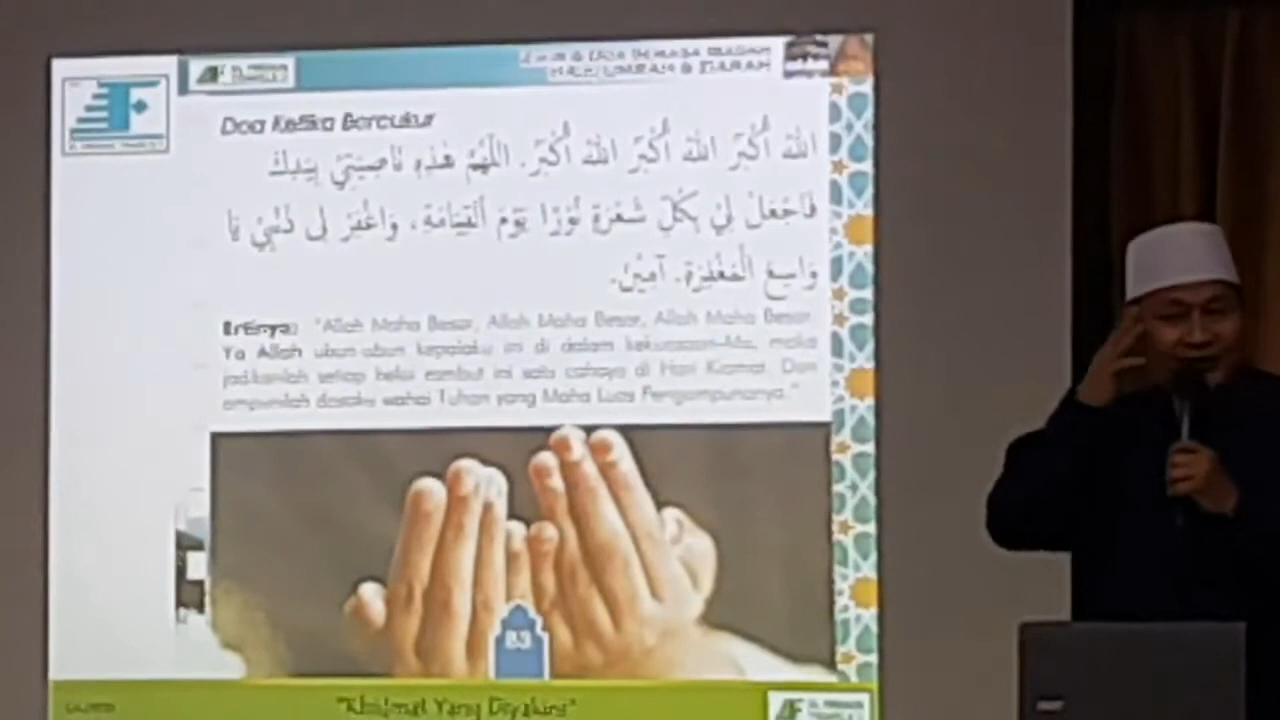 Doa Ketika Bercukur
اللهُ أَكْبَرُ اللهُ أَكْبَرُ اللهُ أَكْبَرُ. اللّٰهُمَّ هٰذِهِ نَاصِيَتِيْ بِيَدِكَ
فَاجْعَلْ لِيْ بِكُلِّ شَعْرَةٍ نُوْرًا يَوْمَ الْقِيَامَةِ، وَاغْفِرْ لِى ذَنْبِيْ يَا
وَاسِعَ الْمَغْفِرَةِ. آمِيْن.
Ertinya: "Allah Maha Besar, Allah Maha Besar, Allah Maha Besar.
Ya Allah ubun-ubun kepalaku ini di dalam kekuasaan-Mu, maka
jadikanlah setiap helai rambut ini satu cahaya di Hari Kiamat. Dan
ampunilah dosaku wahai Tuhan yang Maha Luas Pengampunanya."
"Khidmat Yang Diyakini"